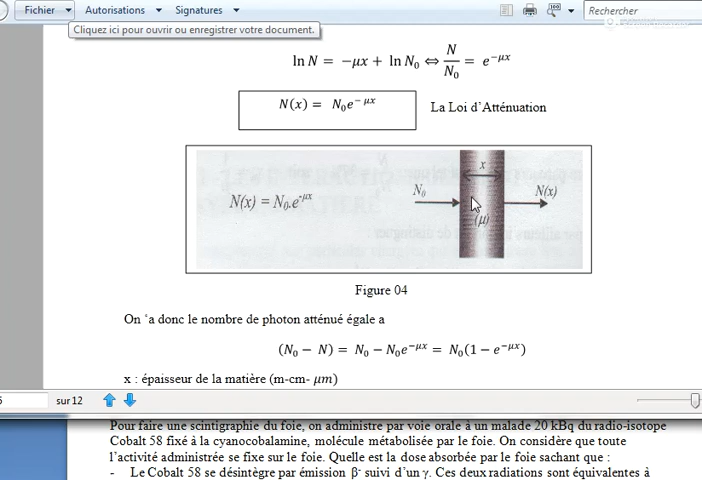 Fichier Autorisations Signatures Rechercher
Cliquez ici pour ouvrir ou enregistrer votre document.
ln N = −μx + ln N₀ ⇔ N/N₀ = e^{−μx}
N(x) = N₀e^{− μx} La Loi d'Atténuation
N(x) = N₀.e^{-μx} N₀ x (μ) N(x)
Figure 04
On 'a donc le nombre de photon atténué égale a
(N₀ − N) = N₀ − N₀e^{−μx} = N₀(1 − e^{−μx})
x : épaisseur de la matière (m-cm- μm)
sur 12
Pour faire une scintigraphie du foie, on administre par voie orale à un malade 20 kBq du radio-isotope
Cobalt 58 fixé à la cyanocobalamine, molécule métabolisée par le foie. On considère que toute
l'activité administrée se fixe sur le foie. Quelle est la dose absorbée par le foie sachant que :
- Le Cobalt 58 se désintègre par émission β⁻ suivi d'un γ. Ces deux radiations sont équivalentes à